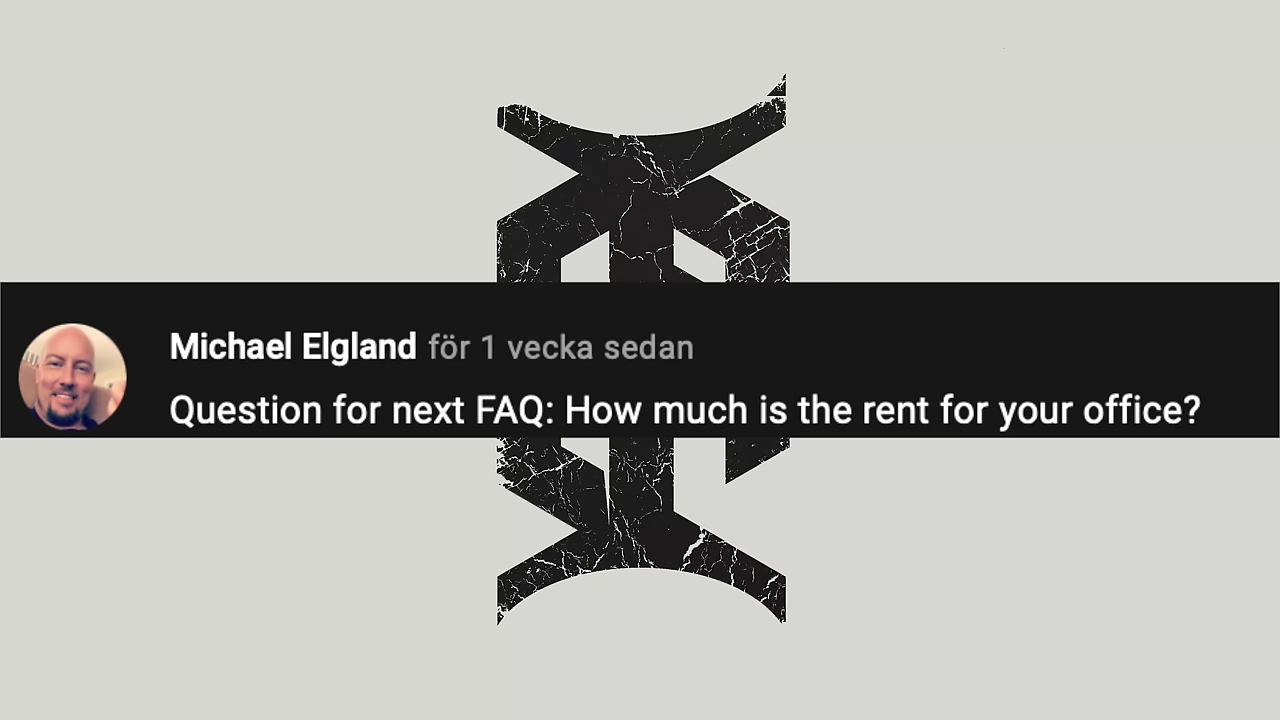 Michael Elgland för 1 vecka sedan
Question for next FAQ: How much is the rent for your office?